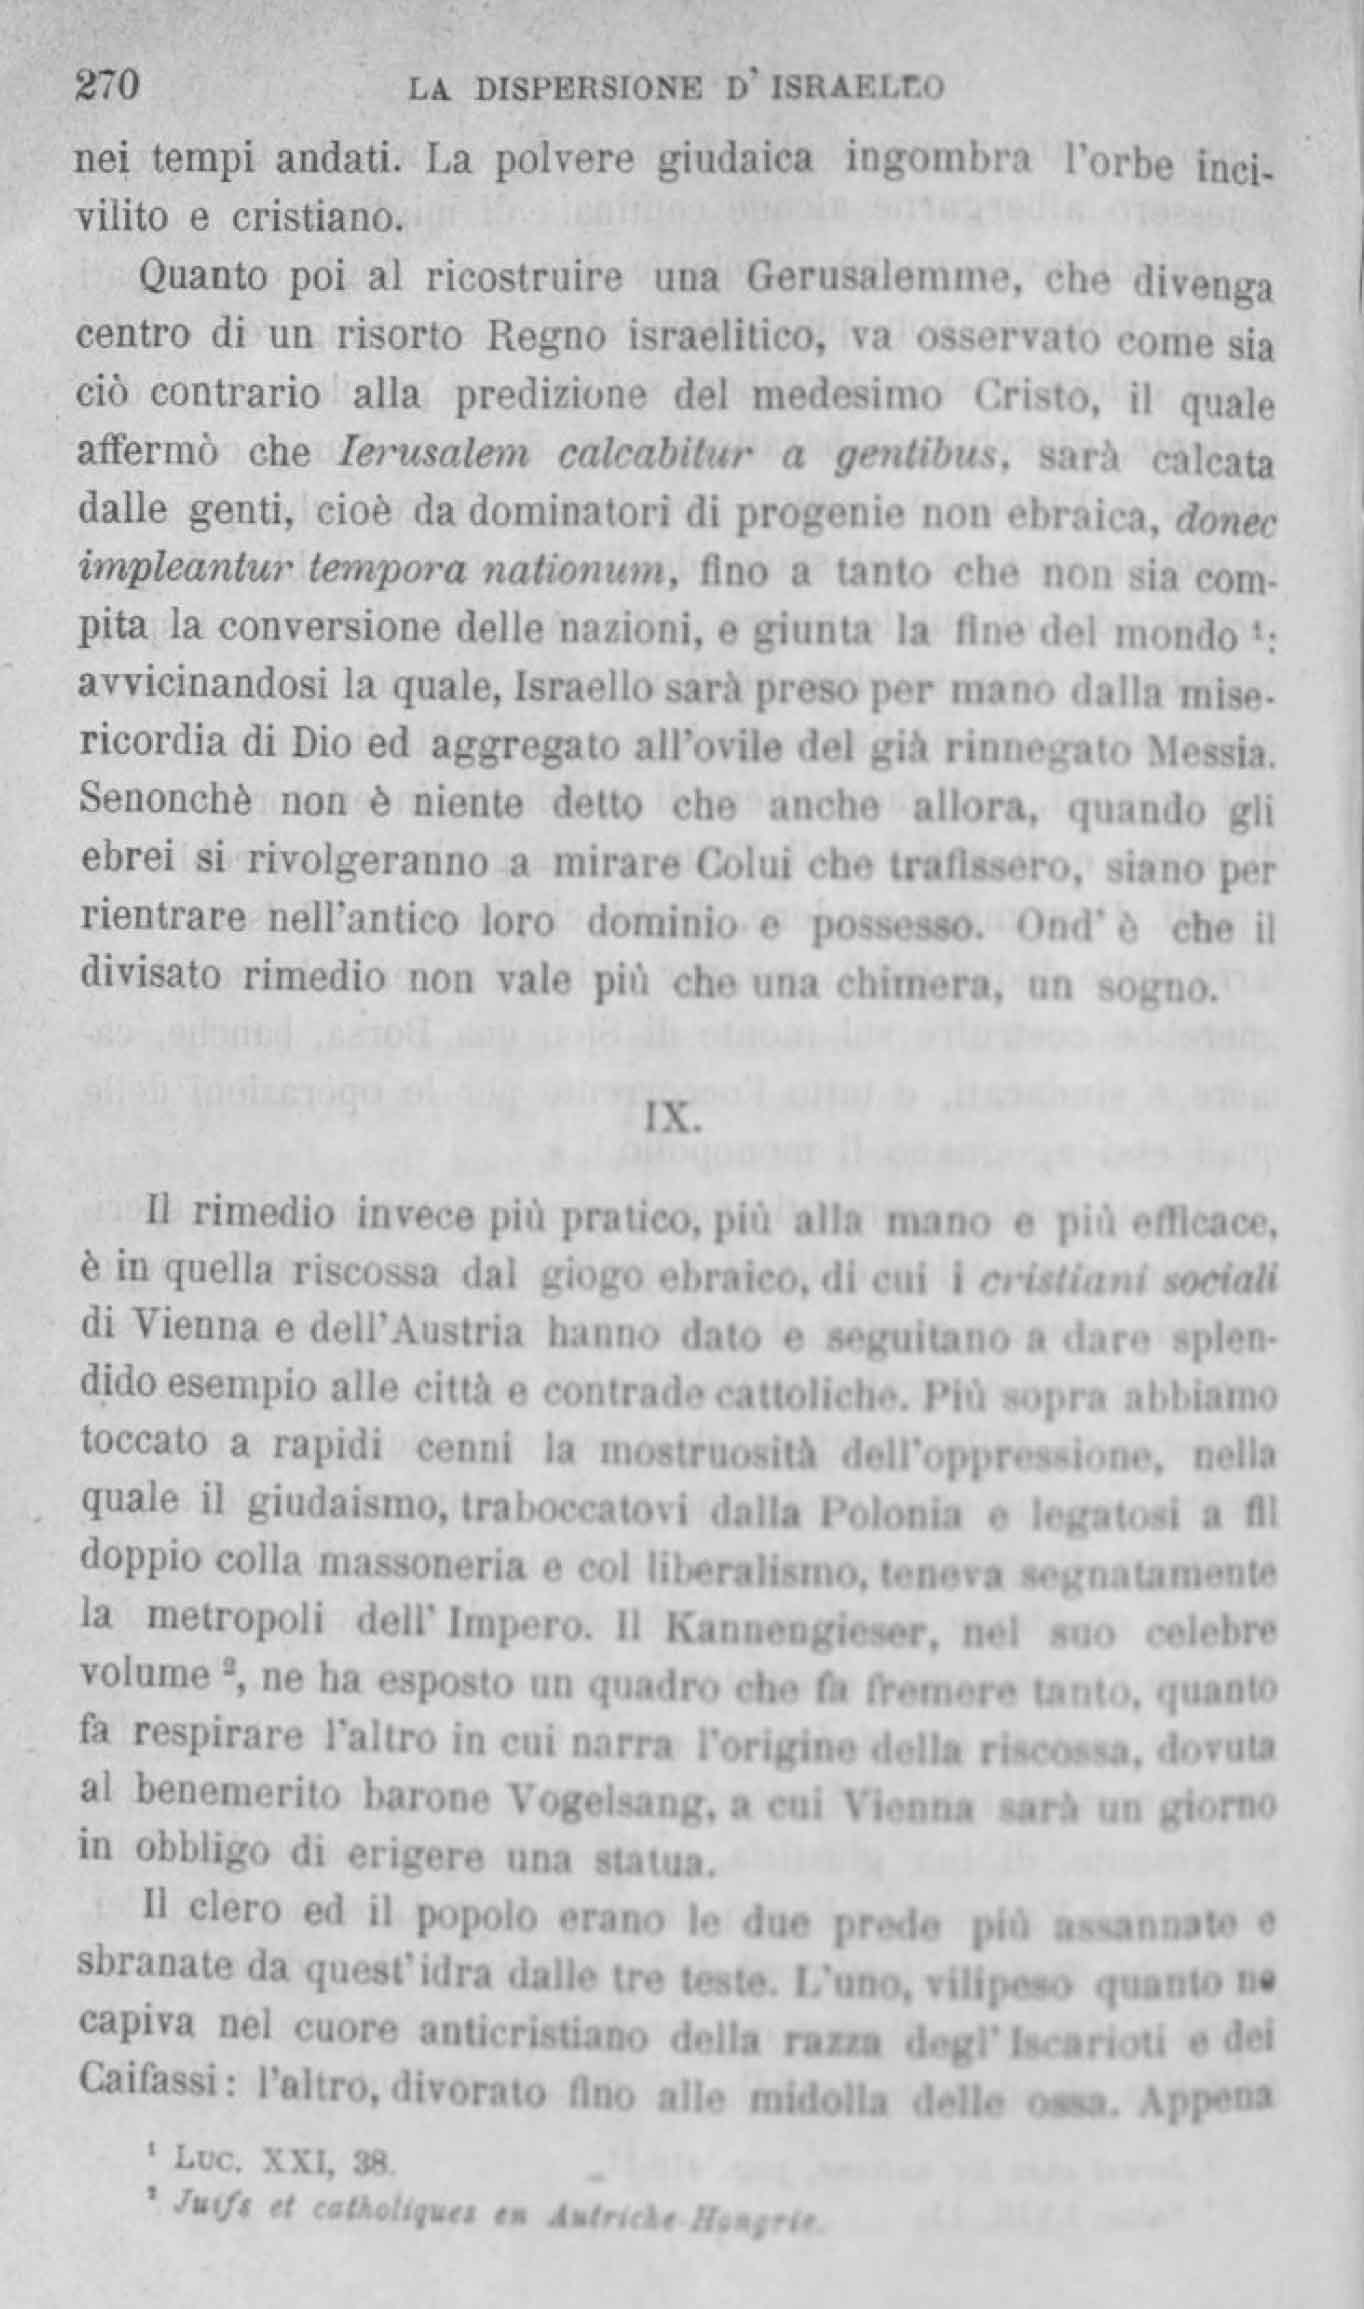 270 LA DISPERSIONE D' ISRAELLO
nei tempi andati. La polvere giudaica ingombra l'orbe inci-
vilito e cristiano.
Quanto poi al ricostruire una Gerusalemme, che divenga
centro di un risorto Regno israelitico, va osservato come sia
ciò contrario alla predizione del medesimo Cristo, il quale
affermò che Ierusalem calcabitur a gentibus, sarà calcata
dalle genti, cioè da dominatori di progenie non ebraica, donec
impleantur tempora nationum, fino a tanto che non sia com-
pita la conversione delle nazioni, e giunta la fine del mondo ¹:
avvicinandosi la quale, Israello sarà preso per mano dalla mise-
ricordia di Dio ed aggregato all'ovile del già rinnegato Messia.
Senonchè non è niente detto che anche allora, quando gli
ebrei si rivolgeranno a mirare Colui che trafissero, siano per
rientrare nell'antico loro dominio e possesso. Ond' è che il
divisato rimedio non vale più che una chimera, un sogno.
IX.
Il rimedio invece più pratico, più alla mano e più efficace,
è in quella riscossa dal giogo ebraico, di cui i cristiani sociali
di Vienna e dell'Austria hanno dato e seguitano a dare splen-
dido esempio alle città e contrade cattoliche. Più sopra abbiamo
toccato a rapidi cenni la mostruosità dell'oppressione, nella
quale il giudaismo, traboccatovi dalla Polonia e legatosi a fil
doppio colla massoneria e col liberalismo, teneva segnatamente
la metropoli dell' Impero. Il Kannengieser, nel suo celebre
volume ², ne ha esposto un quadro che fa fremere tanto, quanto
fa respirare l'altro in cui narra l'origine della riscossa, dovuta
al benemerito barone Vogelsang, a cui Vienna sarà un giorno
in obbligo di erigere una statua.
Il clero ed il popolo erano le due prede più assannate e
sbranate da quest' idra dalle tre teste. L'uno, vilipeso quanto ne
capiva nel cuore anticristiano della razza degl' Iscarioti e dei
Caifassi: l'altro, divorato fino alle midolla delle ossa. Appena
¹ Luc. XXI, 38.
² Juifs et catholiques en Autriche-Hongrie.